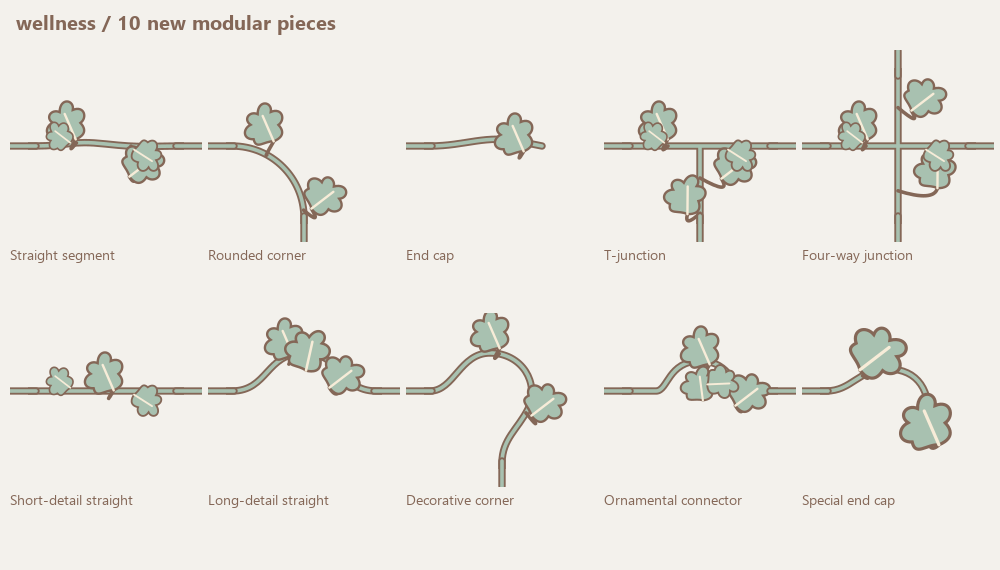 wellness / 10 new modular pieces
Straight segment
Rounded corner
End cap
T-junction
Four-way junction
Short-detail straight
Long-detail straight
Decorative corner
Ornamental connector
Special end cap